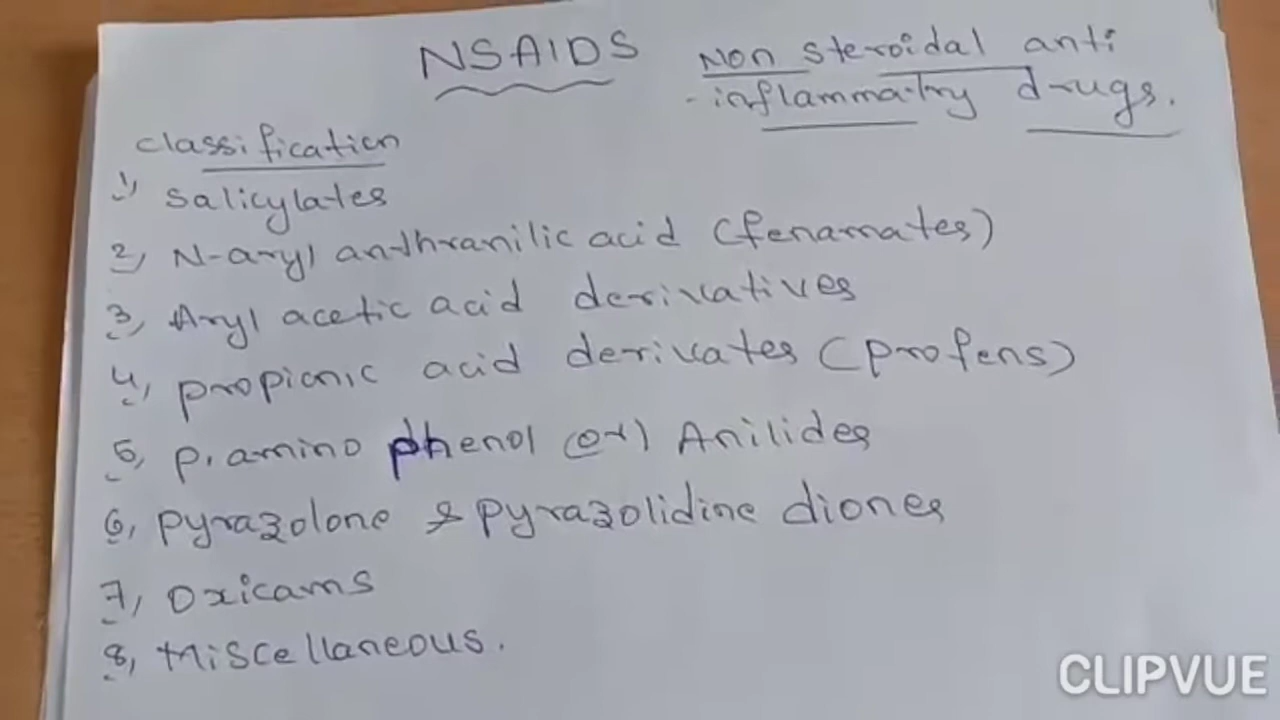 NSAIDS
Non steroidal anti
-inflammatry drugs.
classification
1) Salicylates
2, N-aryl anthranilic acid (fenamates)
3, Aryl acetic acid derivatives
4, propionic acid derivates (profens)
5, p. amino phenol (or) Anilides
6, pyrazolone & pyrazolidine diones
7, Oxicams
8, Miscellaneous.
CLIPVUE